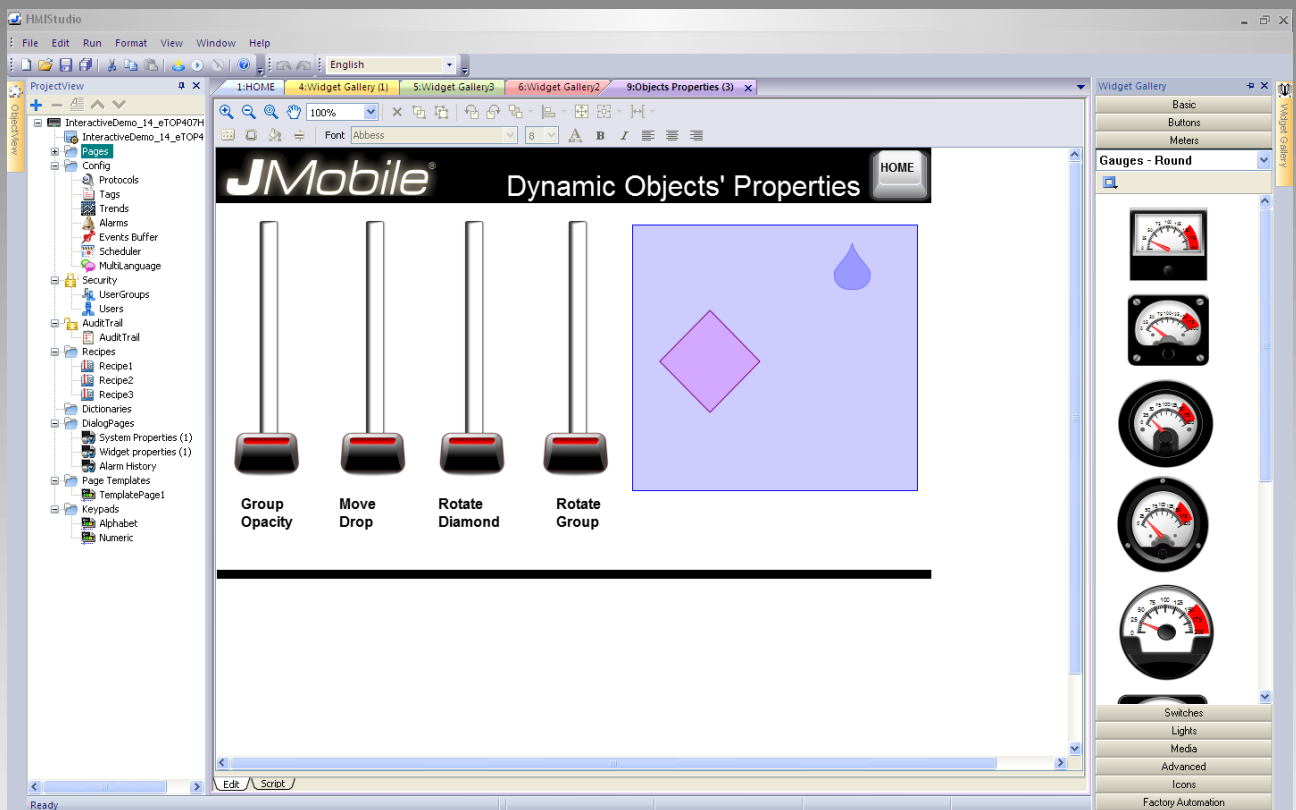 HMIStudio
File Edit Run Format View Window Help
English
ProjectView
1:HOME 4:Widget Gallery (1) 5:Widget Gallery3 6:Widget Gallery2 9:Objects Properties (3)
Widget Gallery
ObjectView
InteractiveDemo_14_eTOP407H
InteractiveDemo_14_eTOP4
Pages
Config
Protocols
Tags
Trends
Alarms
Events Buffer
Scheduler
MultiLanguage
Security
UserGroups
Users
AuditTrail
AuditTrail
Recipes
Recipe1
Recipe2
Recipe3
Dictionaries
DialogPages
System Properties (1)
Widget properties (1)
Alarm History
Page Templates
TemplatePage1
Keypads
Alphabet
Numeric
100%
Font Abbess 8 A B I
JMobile®
Dynamic Objects' Properties
HOME
Group
Opacity
Move
Drop
Rotate
Diamond
Rotate
Group
Edit Script
Basic
Buttons
Meters
Gauges - Round
Switches
Lights
Media
Advanced
Icons
Factory Automation
Widget Gallery
Ready